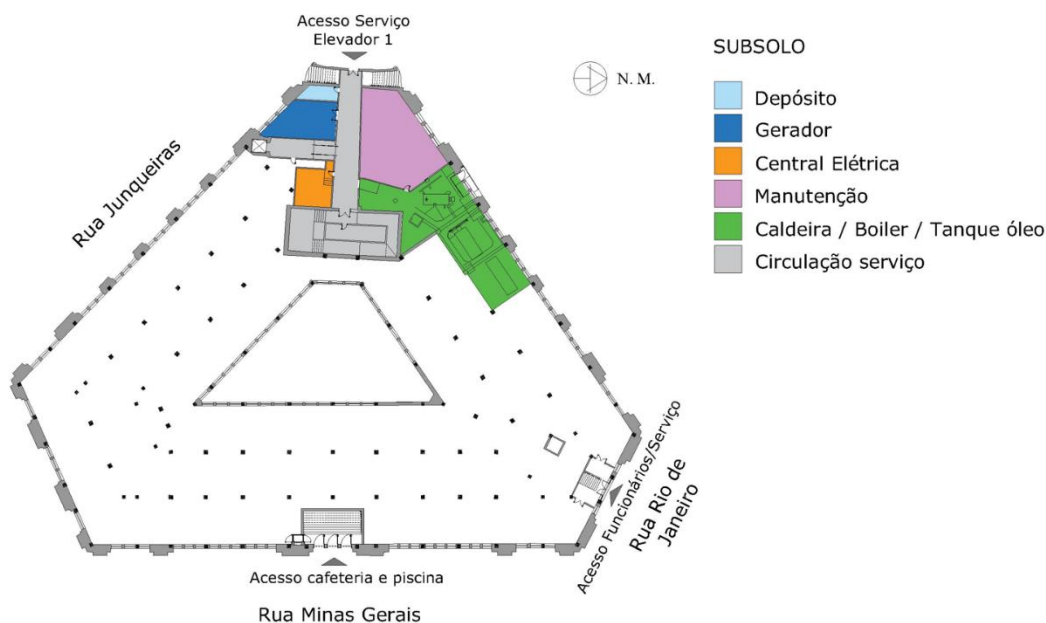 Acesso Serviço
Elevador 1
N. M.
SUBSOLO
Depósito
Gerador
Central Elétrica
Manutenção
Caldeira / Boiler / Tanque óleo
Circulação serviço
Rua Junqueiras
Acesso Funcionários/Serviço
Rua Rio de
Janeiro
Acesso cafeteria e piscina
Rua Minas Gerais